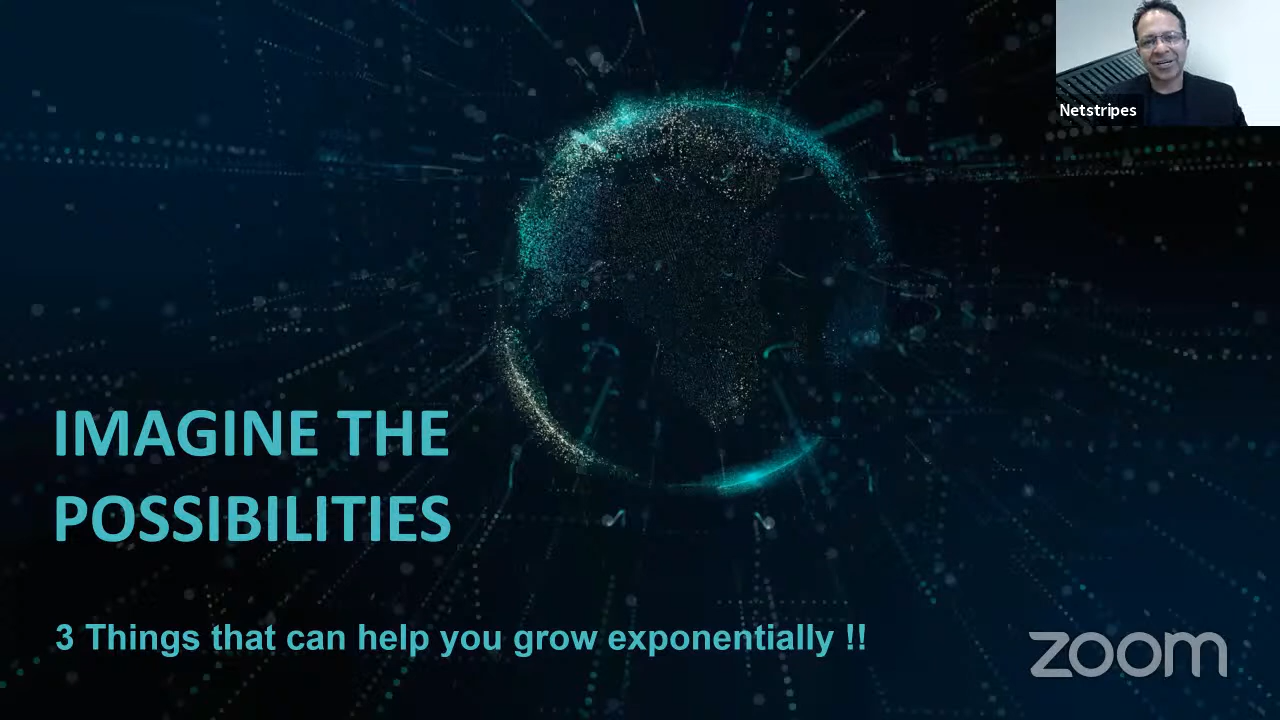 Netstripes
IMAGINE THE
POSSIBILITIES
3 Things that can help you grow exponentially !!
zoom